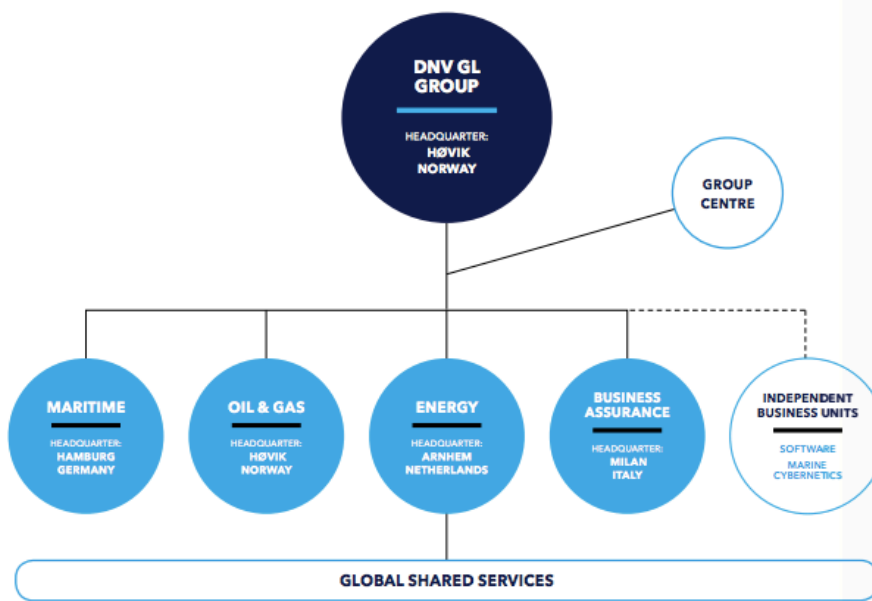 DNV GL
GROUP
HEADQUARTER:
HØVIK
NORWAY
GROUP
CENTRE
MARITIME
HEADQUARTER:
HAMBURG
GERMANY
OIL & GAS
HEADQUARTER:
HØVIK
NORWAY
ENERGY
HEADQUARTER:
ARNHEM
NETHERLANDS
BUSINESS
ASSURANCE
HEADQUARTER:
MILAN
ITALY
INDEPENDENT
BUSINESS UNITS
SOFTWARE
MARINE
CYBERNETICS
GLOBAL SHARED SERVICES